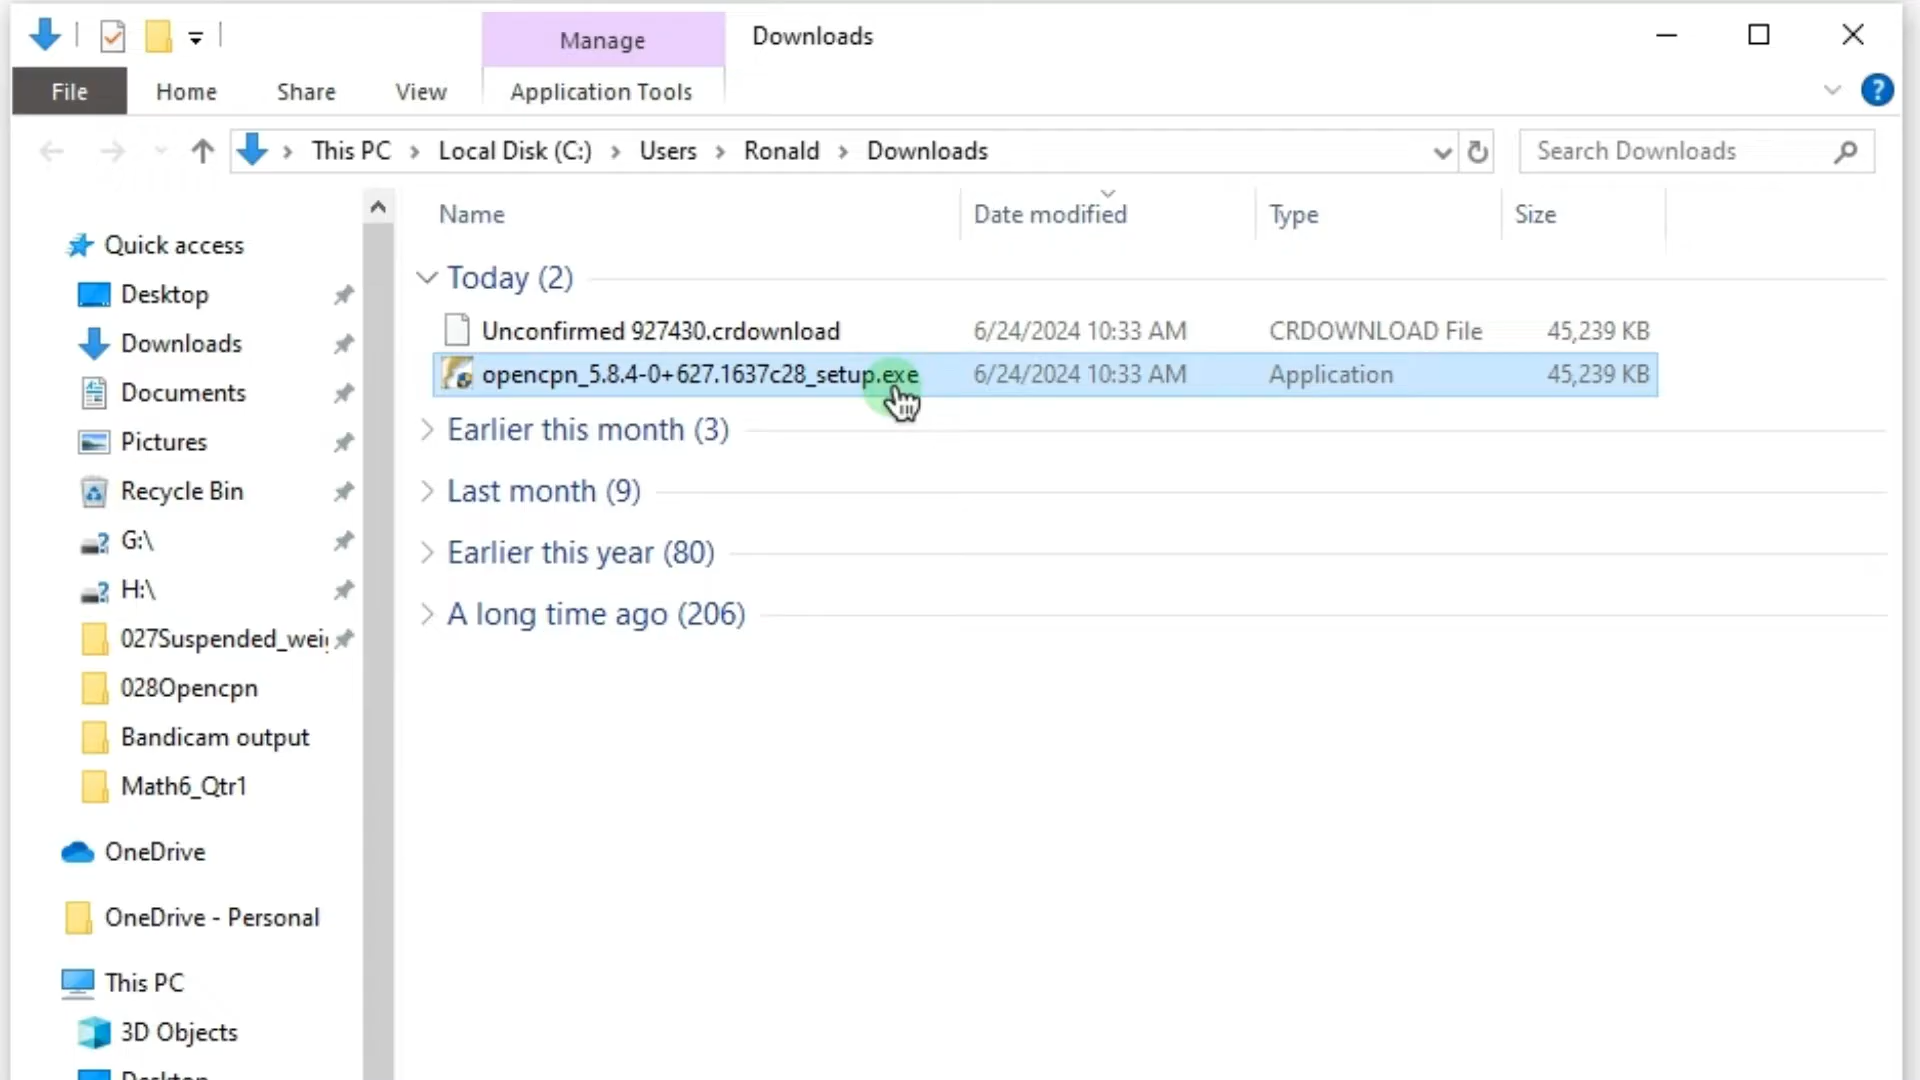 Manage
Downloads
File
Home
Share
View
Application Tools
?
This PC
Local Disk (C:)
Users
Ronald
Downloads
Search Downloads
Name
Date modified
Type
Size
Today (2)
Unconfirmed 927430.crdownload
6/24/2024 10:33 AM
CRDOWNLOAD File
45,239 KB
opencpn_5.8.4-0+627.1637c28_setup.exe
6/24/2024 10:33 AM
Application
45,239 KB
Earlier this month (3)
Last month (9)
Earlier this year (80)
A long time ago (206)
Quick access
Desktop
Downloads
Documents
Pictures
Recycle Bin
G:\
H:\
027Suspended_wei
028Opencpn
Bandicam output
Math6_Qtr1
OneDrive
OneDrive - Personal
This PC
3D Objects
Desktop